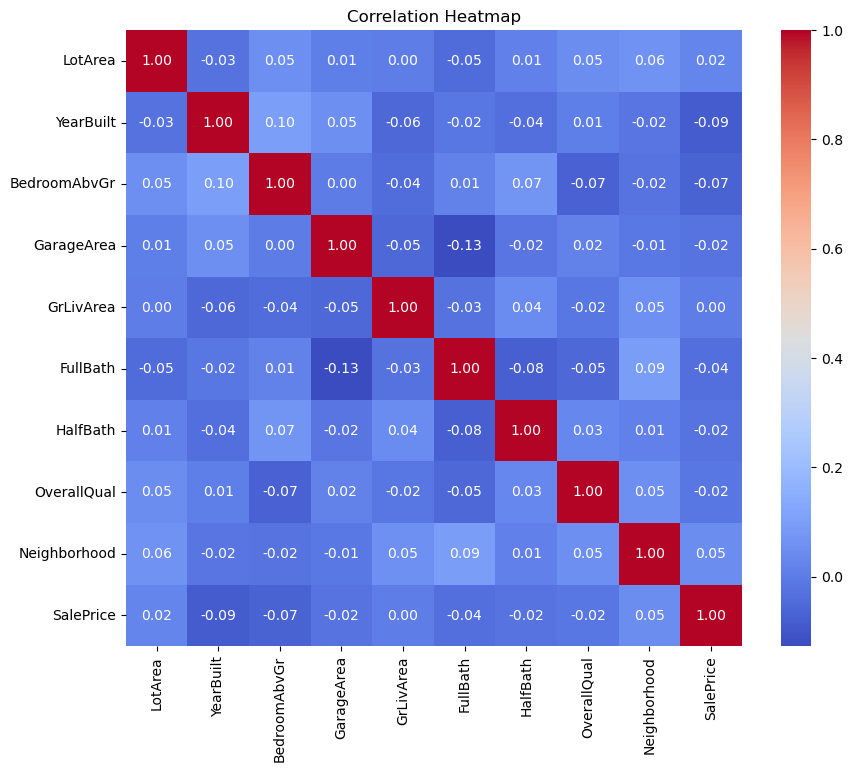 Correlation Heatmap
LotArea 1.00 -0.03 0.05 0.01 0.00 -0.05 0.01 0.05 0.06 0.02
YearBuilt -0.03 1.00 0.10 0.05 -0.06 -0.02 -0.04 0.01 -0.02 -0.09
BedroomAbvGr 0.05 0.10 1.00 0.00 -0.04 0.01 0.07 -0.07 -0.02 -0.07
GarageArea 0.01 0.05 0.00 1.00 -0.05 -0.13 -0.02 0.02 -0.01 -0.02
GrLivArea 0.00 -0.06 -0.04 -0.05 1.00 -0.03 0.04 -0.02 0.05 0.00
FullBath -0.05 -0.02 0.01 -0.13 -0.03 1.00 -0.08 -0.05 0.09 -0.04
HalfBath 0.01 -0.04 0.07 -0.02 0.04 -0.08 1.00 0.03 0.01 -0.02
OverallQual 0.05 0.01 -0.07 0.02 -0.02 -0.05 0.03 1.00 0.05 -0.02
Neighborhood 0.06 -0.02 -0.02 -0.01 0.05 0.09 0.01 0.05 1.00 0.05
SalePrice 0.02 -0.09 -0.07 -0.02 0.00 -0.04 -0.02 -0.02 0.05 1.00
LotArea
YearBuilt
BedroomAbvGr
GarageArea
GrLivArea
FullBath
HalfBath
OverallQual
Neighborhood
SalePrice
1.0
0.8
0.6
0.4
0.2
0.0